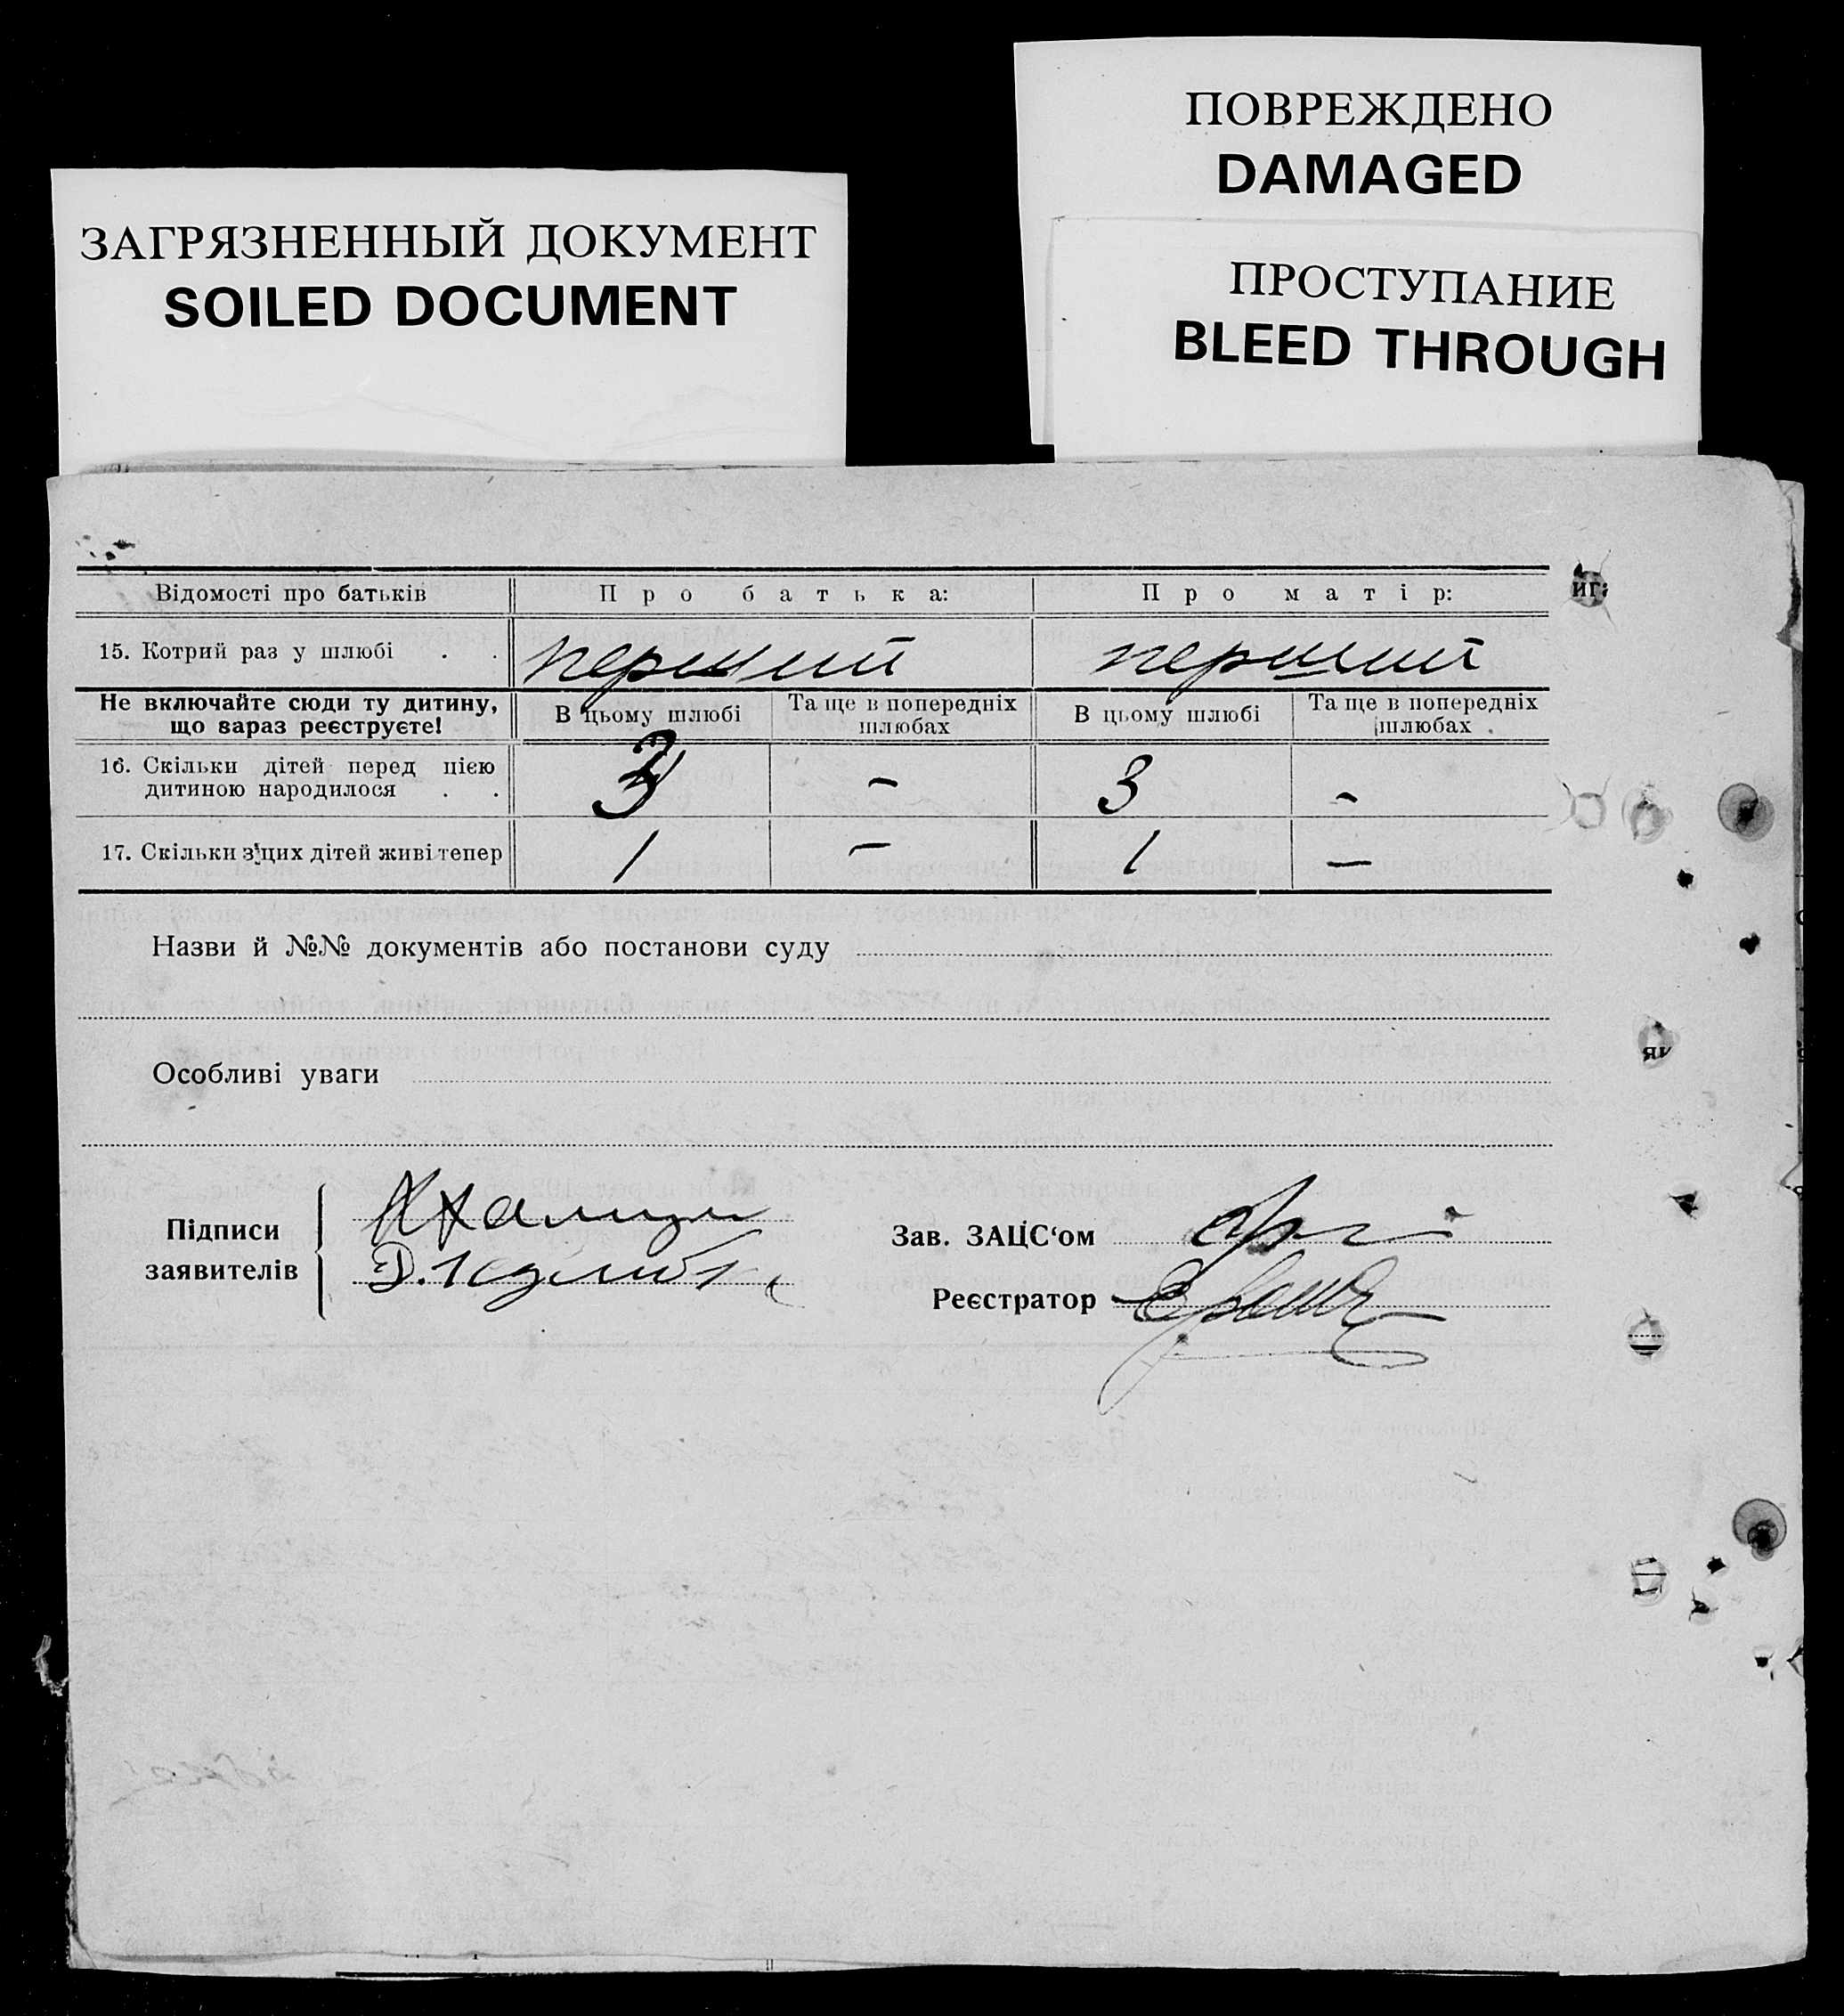 ПОВРЕЖДЕНО
DAMAGED
ЗАГРЯЗНЕННЫЙ ДОКУМЕНТ
SOILED DOCUMENT
ПРОСТУПАНИЕ
BLEED THROUGH
Відомості про батьків Про батька: Про матір:
15. Котрий раз у шлюбі . . перший перший
Не включайте сюди ту дитину, що зараз реєструєте! В цьому шлюбі Та ще в попередніх шлюбах В цьому шлюбі Та ще в попередніх шлюбах
16. Скільки дітей перед цією дитиною народилося . . 3 – 3 –
17. Скільки з цих дітей живі тепер 1 – 1 –
Назви й №№ документів або постанови суду
Особливі уваги
Підписи заявителів
Зав. ЗАЦС‘ом
Реєстратор